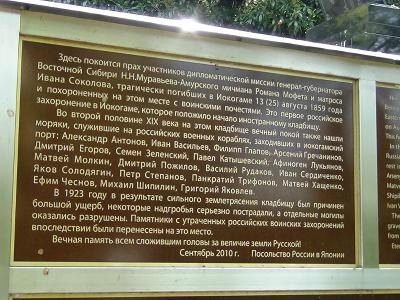 Здесь покоится прах участников дипломатической миссии генерал-губернатора
Восточной Сибири Н.Н.Муравьева-Амурского мичмана Романа Мофета и матроса
Ивана Соколова, трагически погибших в Иокогаме 13 (25) августа 1859 года
и похороненных на этом месте с воинскими почестями. Это первое российское
захоронение в Иокогаме, которое положило начало иностранному кладбищу.
Во второй половине XIX века на этом кладбище вечный покой также нашли
моряки, служившие на российских военных кораблях, заходивших в иокогамский
порт: Александр Антонов, Иван Васильев, Филипп Глапов, Арсений Гречанинов,
Дмитрий Егоров, Семен Зеленский, Павел Катышевский, Афиноген Лукьянов,
Матвей Молкин, Дмитрий Пожилов, Василий Рудаков, Иван Сердиченко,
Яков Солодягин, Петр Степанов, Панкратий Трифонов, Матвей Хащенко,
Ефим Чеснов, Михаил Шипилин, Григорий Яковлев.
В 1923 году в результате сильного землетрясения кладбищу был причинен
большой ущерб, некоторые надгробья серьезно пострадали, а отдельные могилы
оказались разрушены. Памятники с утраченных российских воинских захоронений
впоследствии были перенесены на это место.
Вечная память всем сложившим головы за величие земли Русской!
Сентябрь 2010 г. Посольство России в Японии